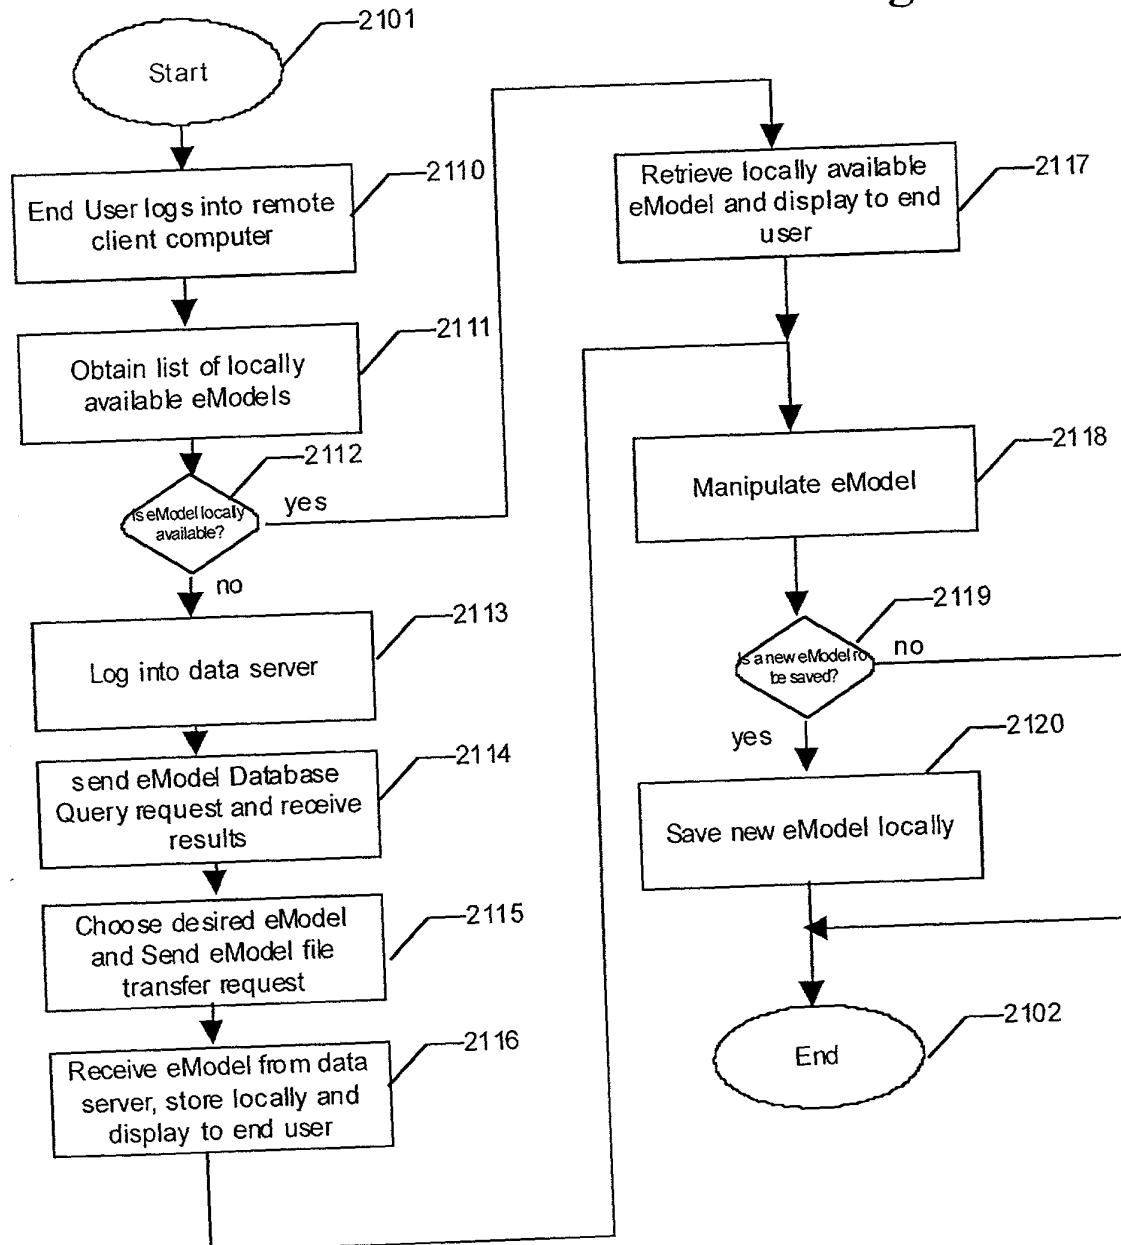 2101
Start
2110
End User logs into remote
client computer
2111
Obtain list of locally
available eModels
2112
Is eModel locally
available?
yes
no
2113
Log into data server
2114
send eModel Database
Query request and receive
results
2115
Choose desired eModel
and Send eModel file
transfer request
2116
Receive eModel from data
server, store locally and
display to end user
2117
Retrieve locally available
eModel and display to end
user
2118
Manipulate eModel
2119
Is a new eModel ro
be saved?
no
yes
2120
Save new eModel locally
2102
End